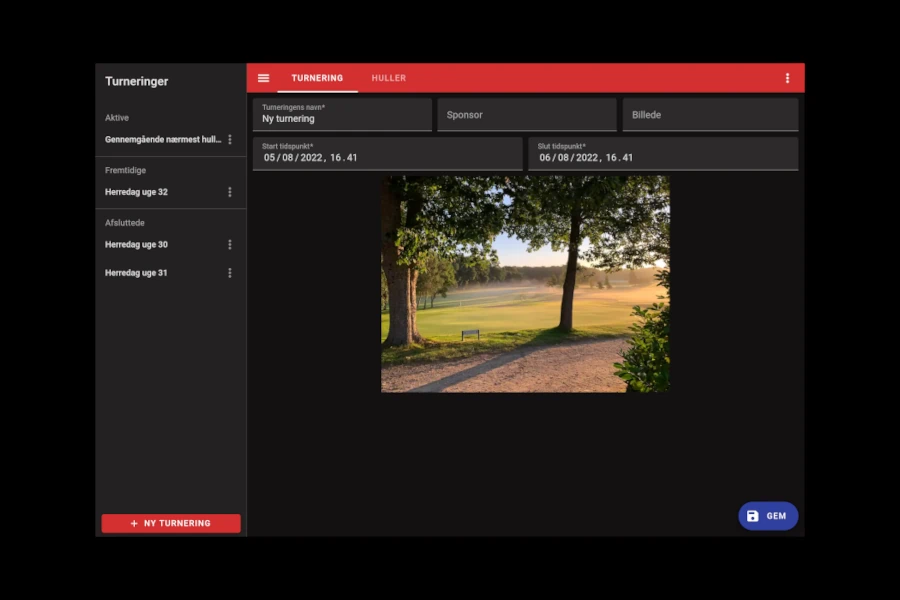 Turneringer
Aktive
Gennemgående nærmest hull...
Fremtidige
Herredag uge 32
Afsluttede
Herredag uge 30
Herredag uge 31
+ NY TURNERING
TURNERING HULLER
Turneringens navn*
Ny turnering
Sponsor
Billede
Start tidspunkt*
05/08/2022, 16.41
Slut tidspunkt*
06/08/2022, 16.41
GEM